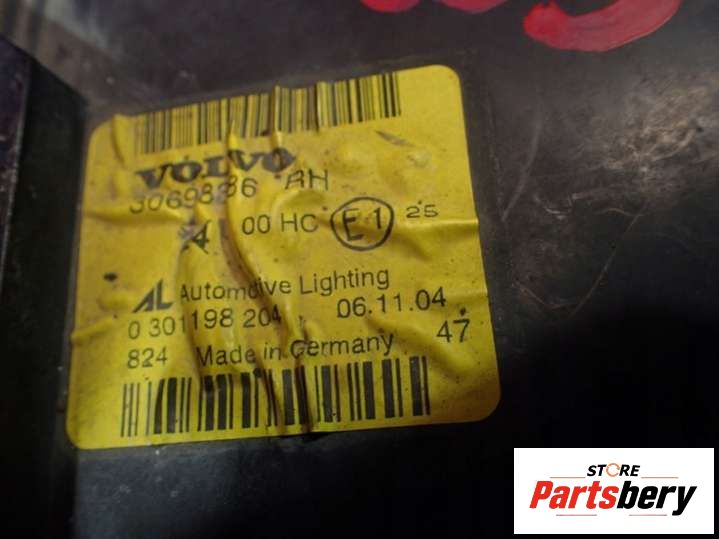 VOLVO
30698886 RH
00 HC E1 25
AL Automotive Lighting
0 301 198 204 06.11.04
824 Made in Germany 47
STORE
Partsbery